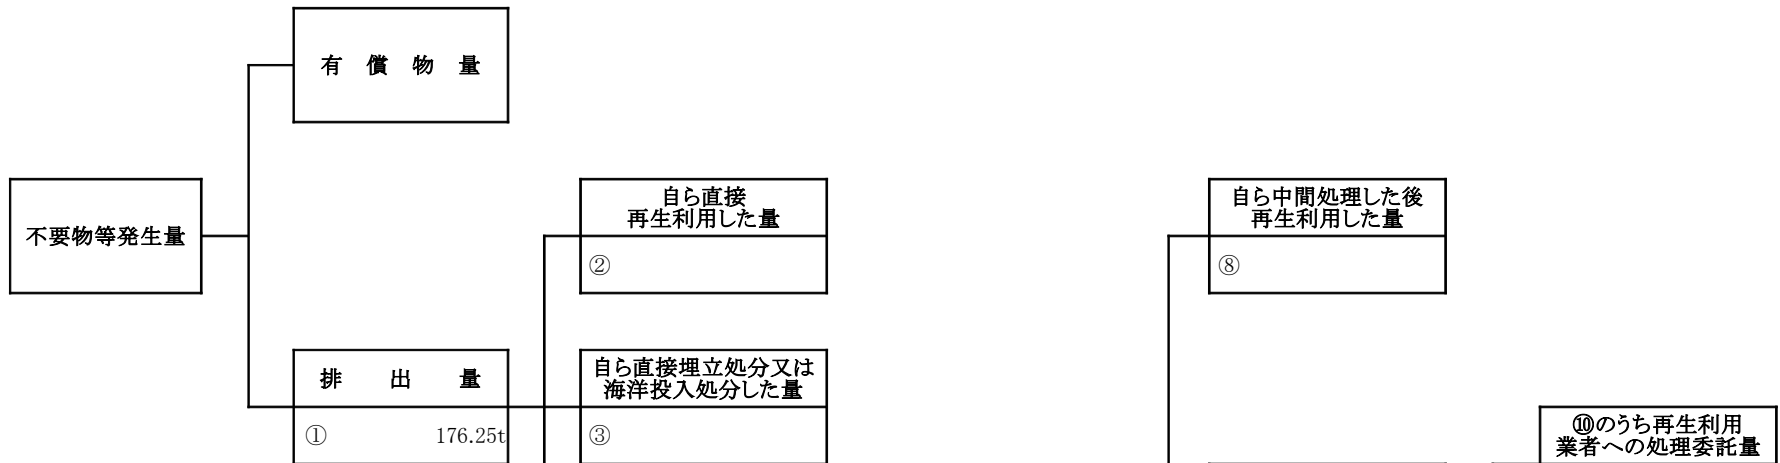 有 償 物 量
不要物等発生量
自ら直接
再生利用した量
②
自ら中間処理した後
再生利用した量
⑧
排 出 量
① 176.25t
自ら直接埋立処分又は
海洋投入処分した量
③
⑩のうち再生利用
業者への処理委託量